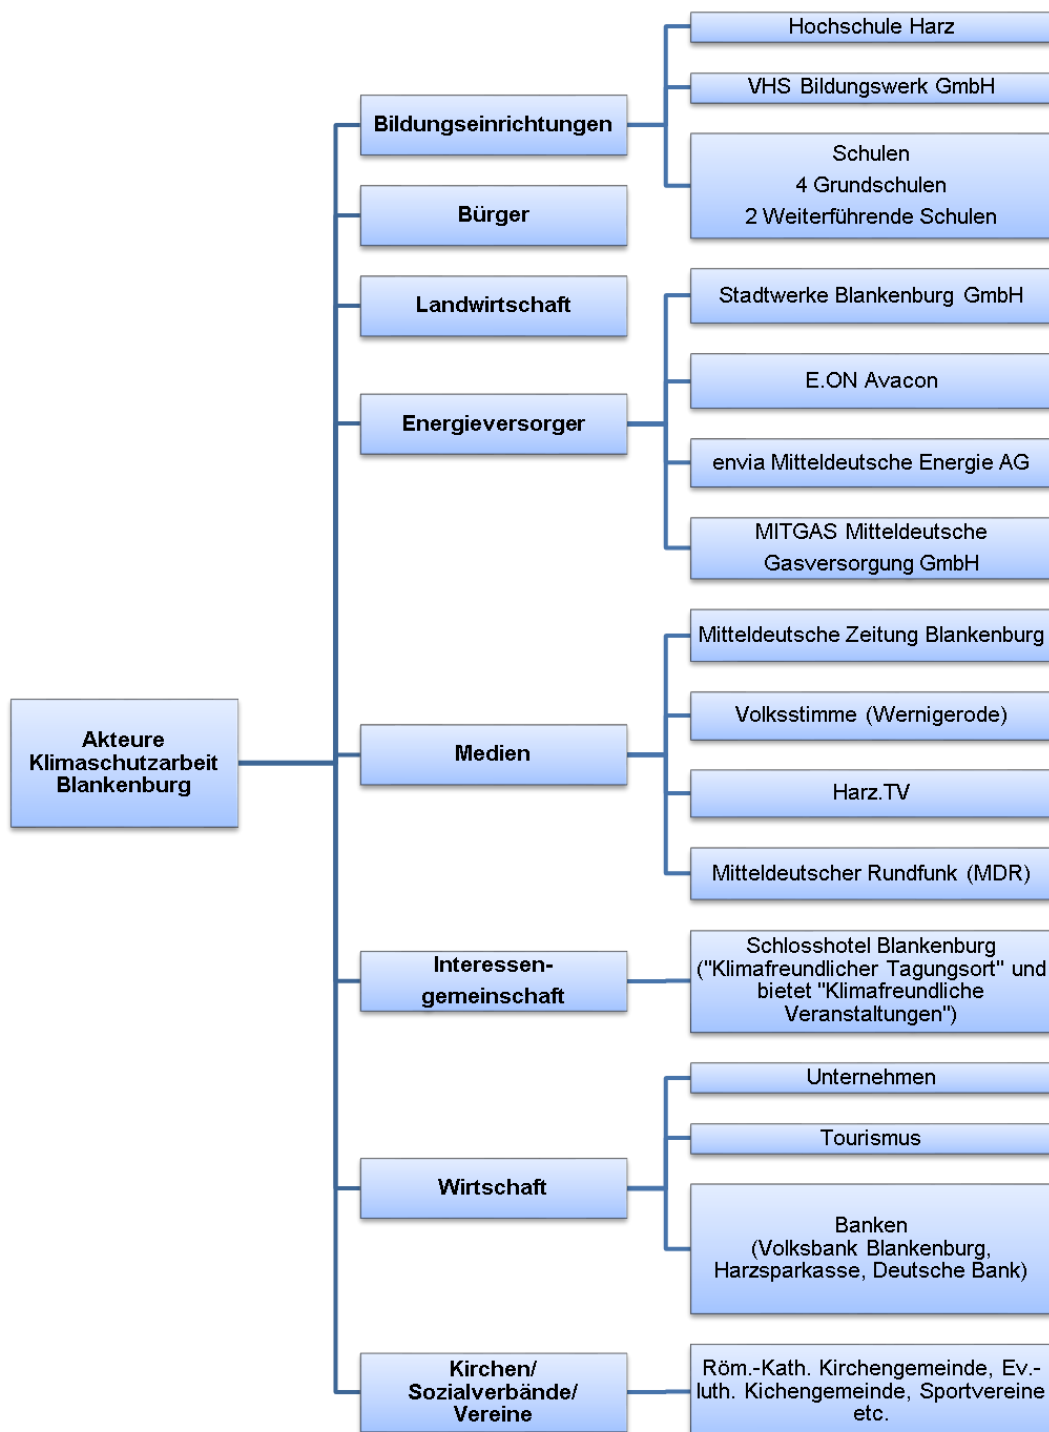 Akteure
Klimaschutzarbeit
Blankenburg
Bildungseinrichtungen
Hochschule Harz
VHS Bildungswerk GmbH
Schulen
4 Grundschulen
2 Weiterführende Schulen
Bürger
Landwirtschaft
Energieversorger
Stadtwerke Blankenburg GmbH
E.ON Avacon
envia Mitteldeutsche Energie AG
MITGAS Mitteldeutsche
Gasversorgung GmbH
Medien
Mitteldeutsche Zeitung Blankenburg
Volksstimme (Wernigerode)
Harz.TV
Mitteldeutscher Rundfunk (MDR)
Interessen-
gemeinschaft
Schlosshotel Blankenburg
("Klimafreundlicher Tagungsort" und
bietet "Klimafreundliche
Veranstaltungen")
Wirtschaft
Unternehmen
Tourismus
Banken
(Volksbank Blankenburg,
Harzsparkasse, Deutsche Bank)
Kirchen/
Sozialverbände/
Vereine
Röm.-Kath. Kirchengemeinde, Ev.-
luth. Kichengemeinde, Sportvereine
etc.